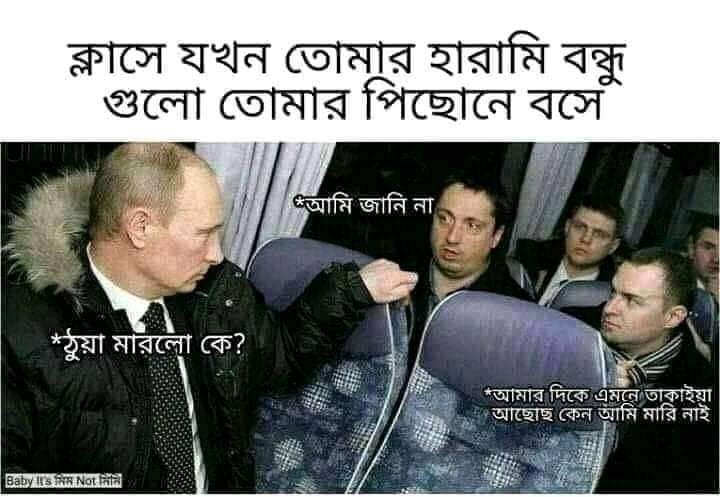 ক্লাসে যখন তোমার হারামি বন্ধু
গুলো তোমার পিছোনে বসে
*আমি জানি না
*ঠুয়া মারলো কে?
*আমার দিকে এমনে তাকাইয়া
আছোছ কেন আমি মারি নাই
Baby It's মিম Not মিমি